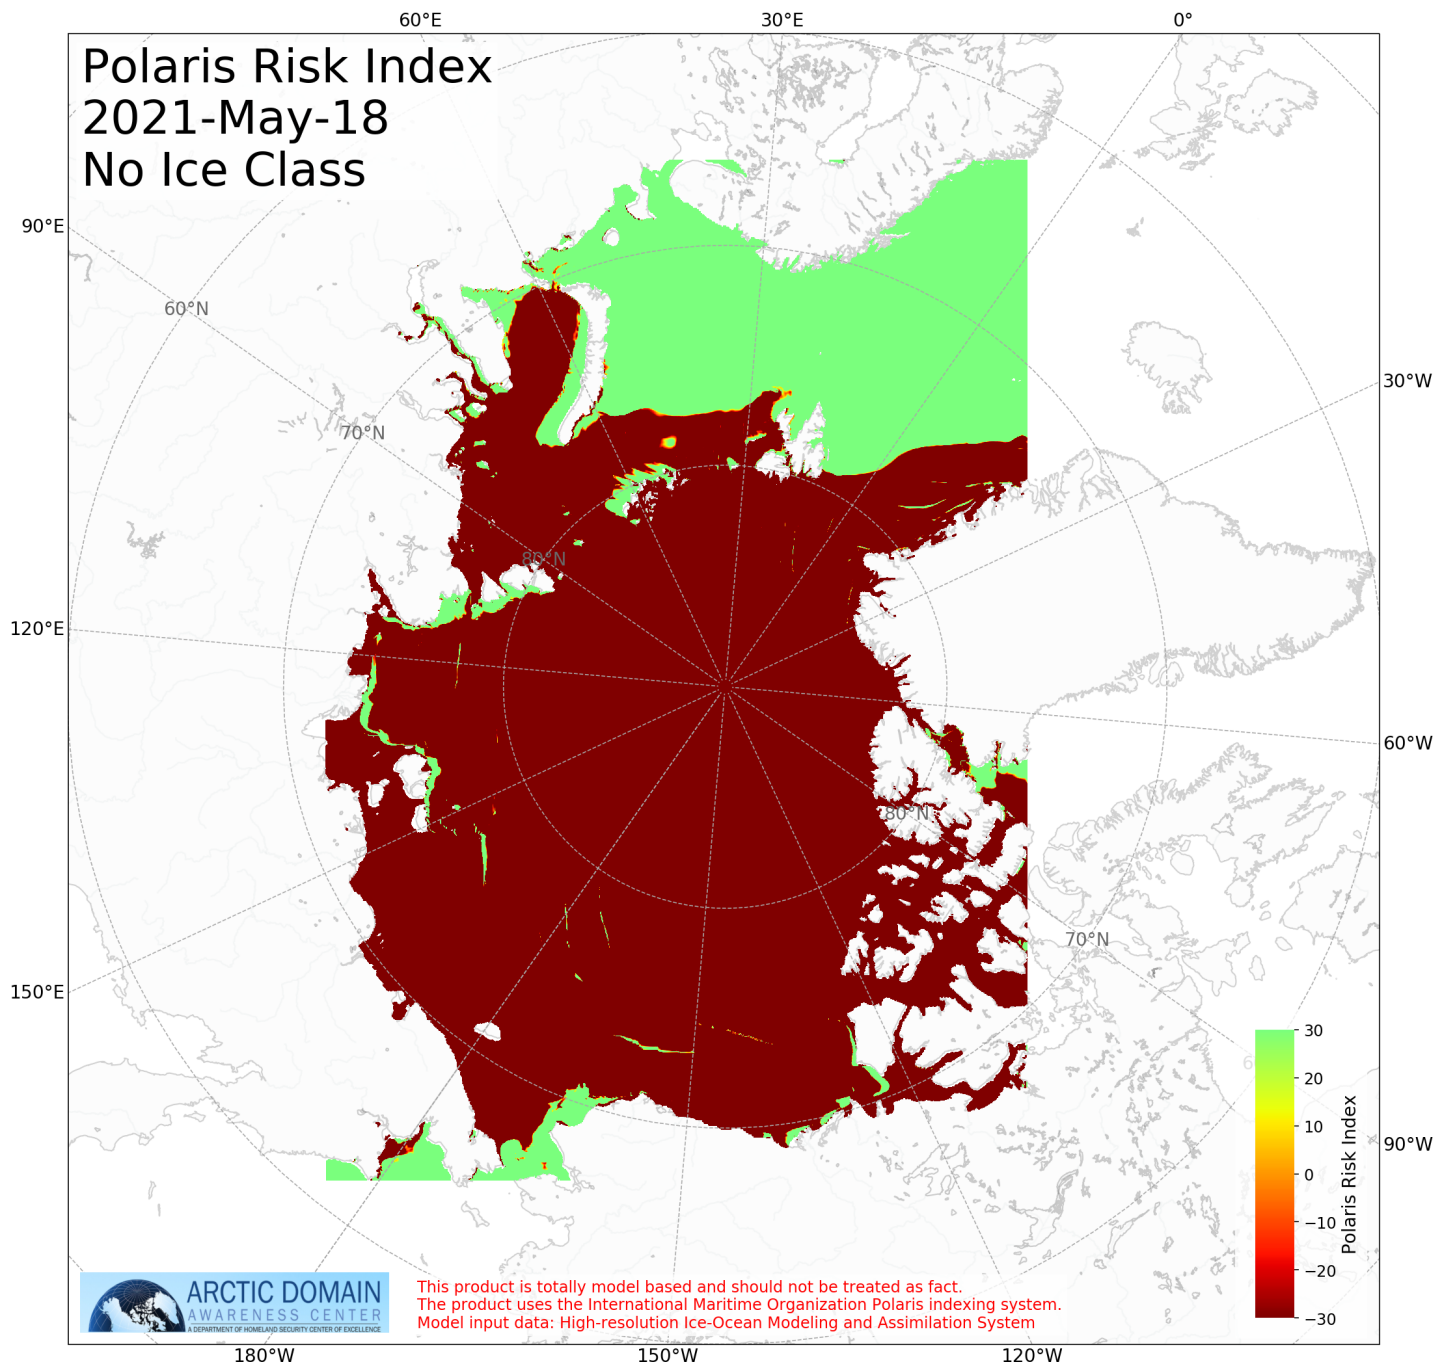 60°E 30°E 0°
Polaris Risk Index
2021-May-18
No Ice Class
90°E
60°N
30°W
70°N
80°N
120°E
60°W
80°N
70°N
150°E
30
20
10
0
−10
−20
−30
Polaris Risk Index
90°W
ARCTIC DOMAIN
AWARENESS CENTER
A DEPARTMENT OF HOMELAND SECURITY CENTER OF EXCELLENCE
This product is totally model based and should not be treated as fact.
The product uses the International Maritime Organization Polaris indexing system.
Model input data: High-resolution Ice-Ocean Modeling and Assimilation System
180°W 150°W 120°W